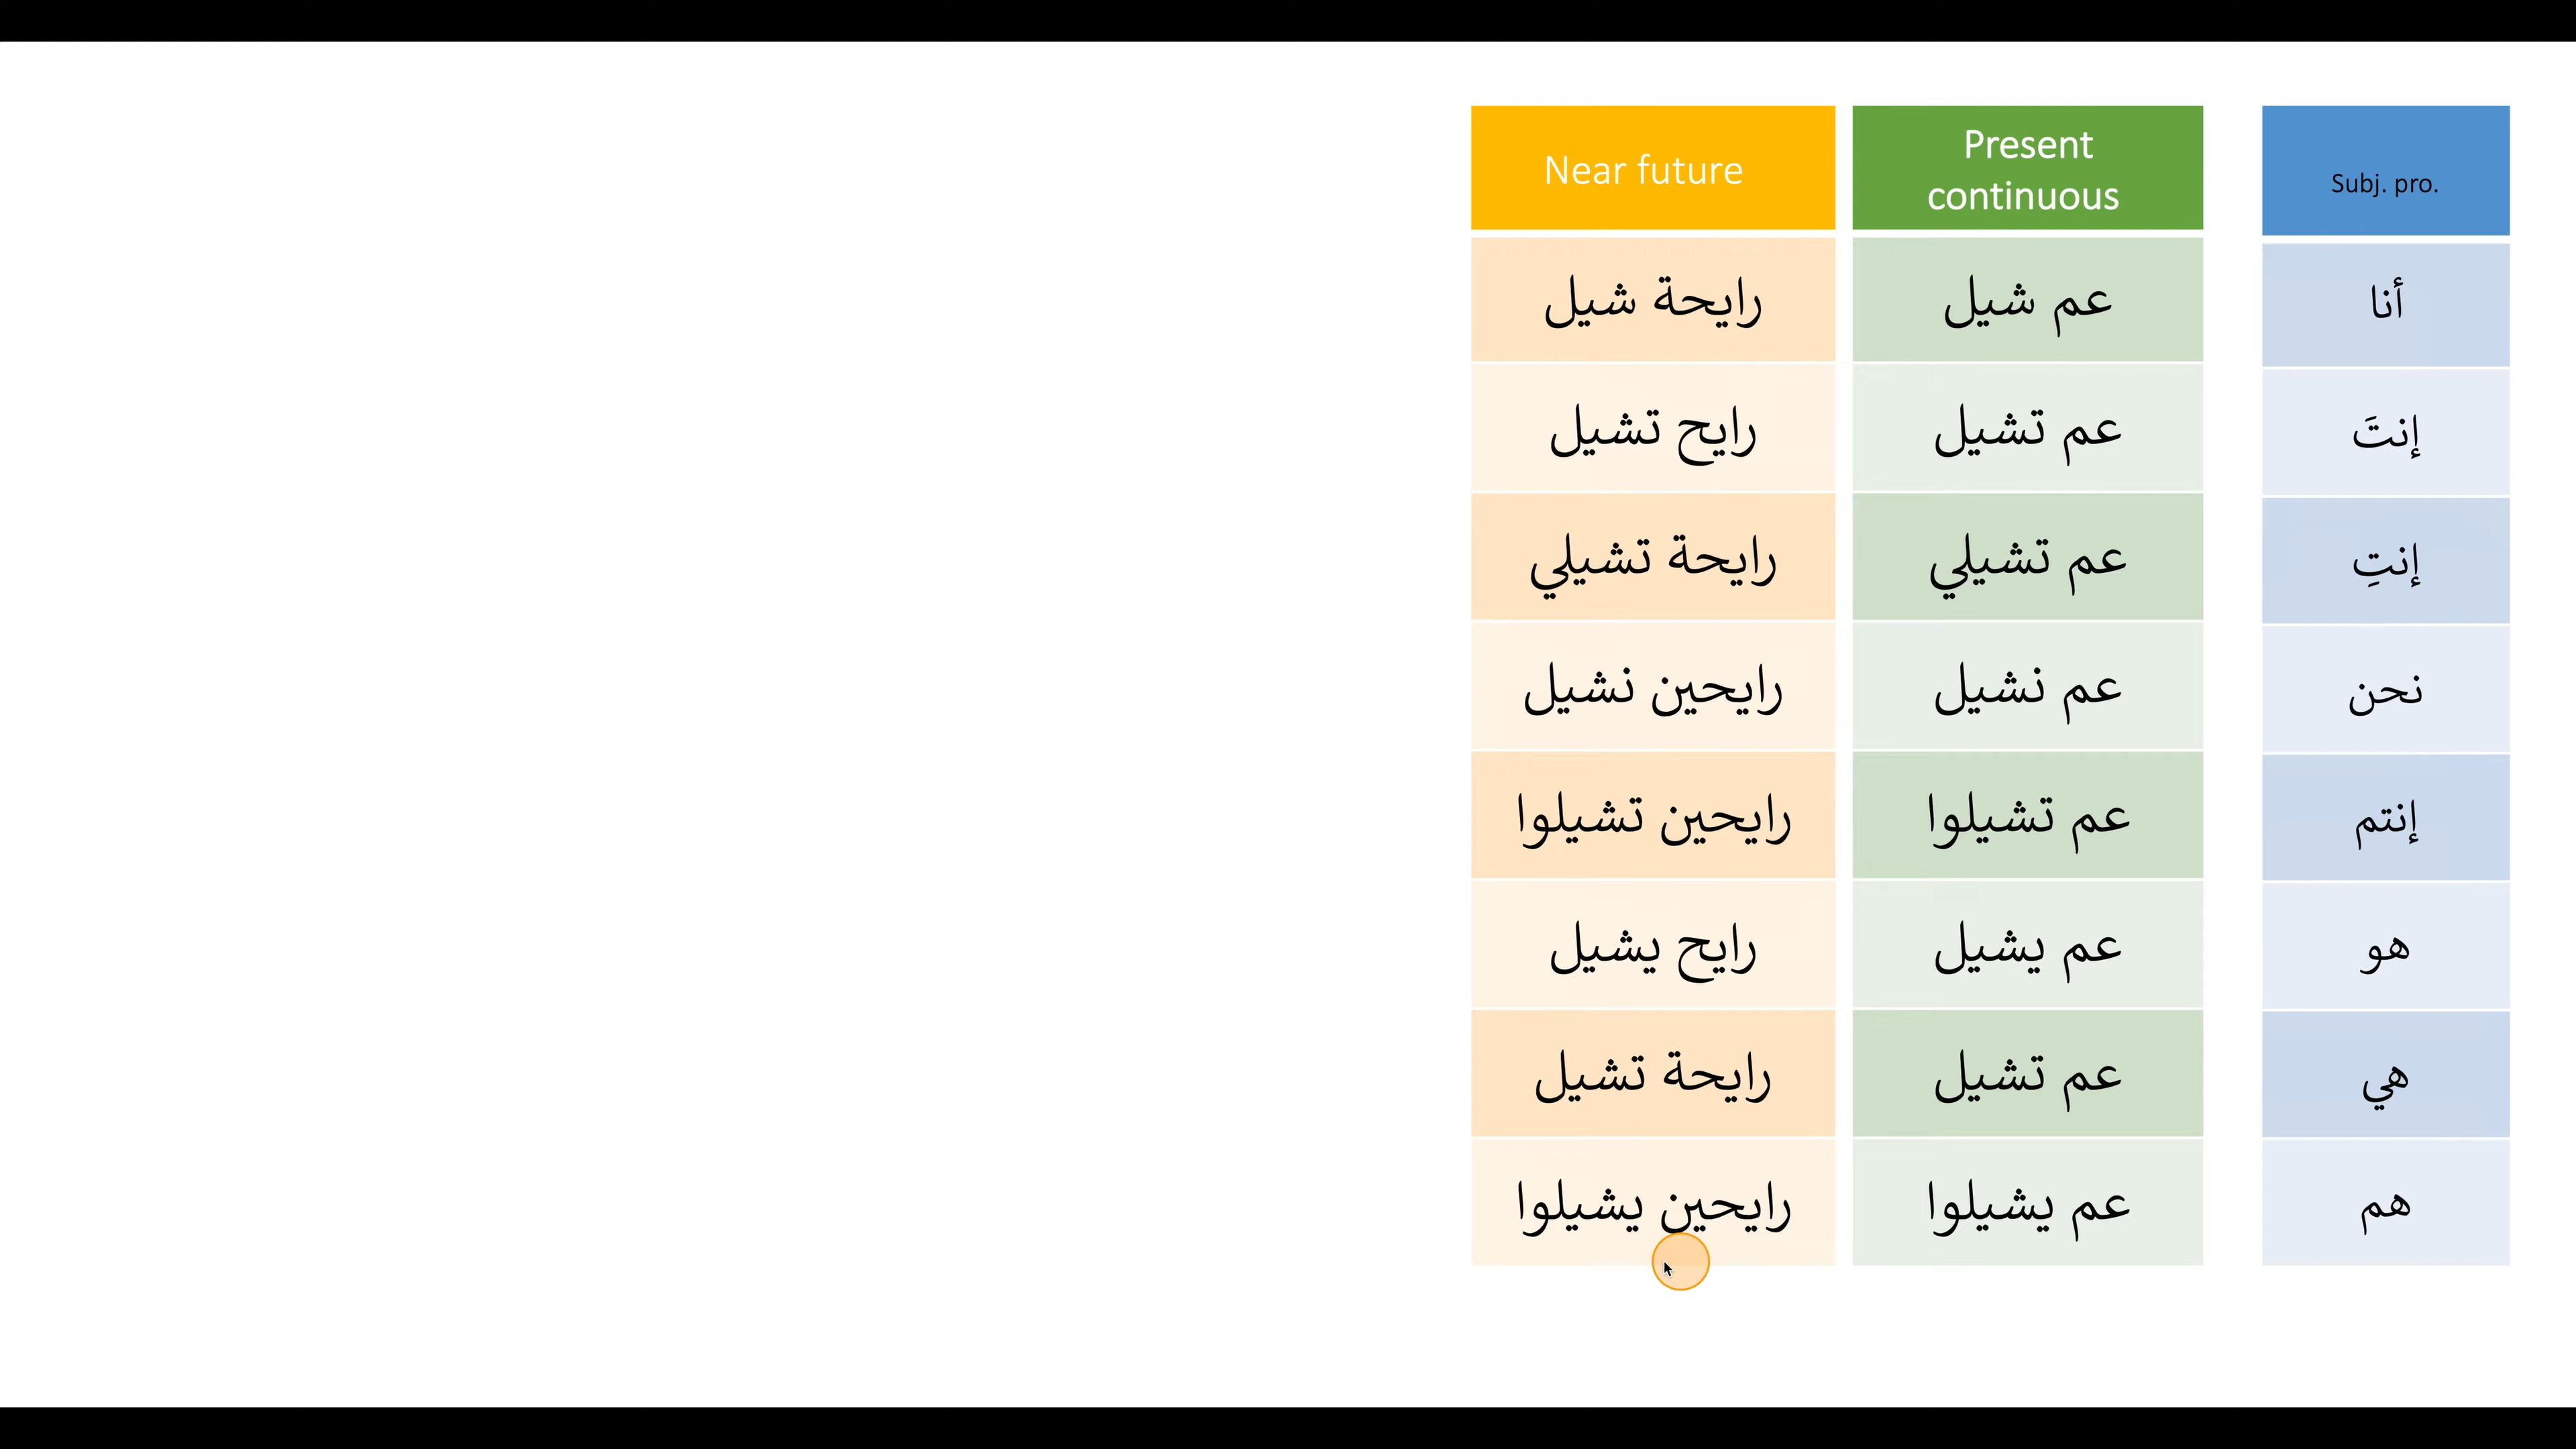 Subj. pro.
Present
continuous
Near future
أنا
عم شيل
رايحة شيل
إنتَ
عم تشيل
رايح تشيل
إنتِ
عم تشيلي
رايحة تشيلي
نحن
عم نشيل
رايحين نشيل
إنتم
عم تشيلوا
رايحين تشيلوا
هو
عم يشيل
رايح يشيل
هي
عم تشيل
رايحة تشيل
هم
عم يشيلوا
رايحين يشيلوا